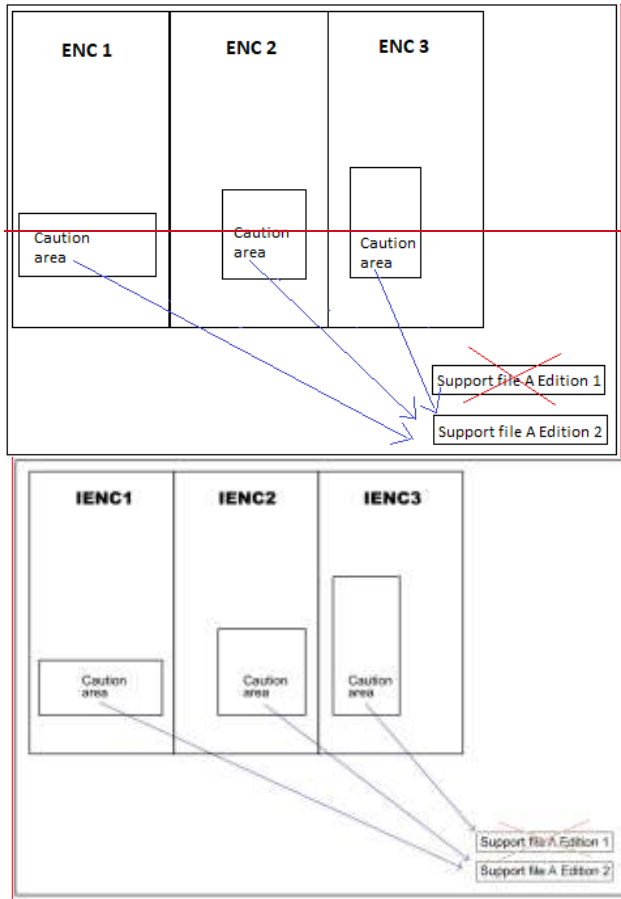 ENC 1
ENC 2
ENC 3
Caution
area
Caution
area
Caution
area
Support file A Edition 1
Support file A Edition 2
IENC1
IENC2
IENC3
Caution
area
Caution
area
Caution
area
Support file A Edition 1
Support file A Edition 2